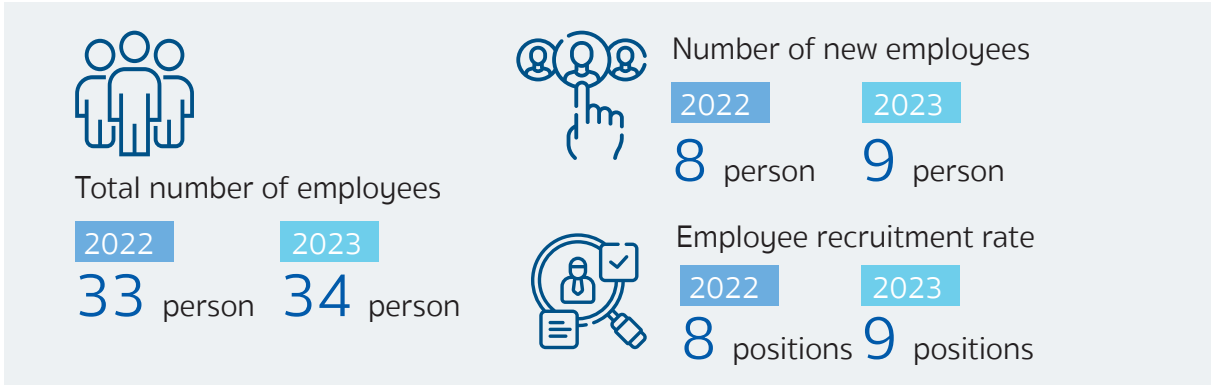 Total number of employees
2022 2023
33 person 34 person
Number of new employees
2022 2023
8 person 9 person
Employee recruitment rate
2022 2023
8 positions 9 positions